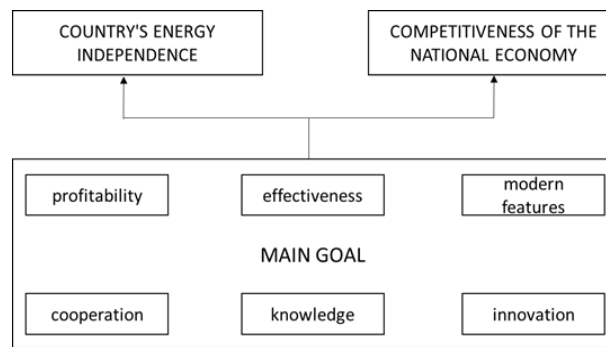 COUNTRY'S ENERGY
INDEPENDENCE
COMPETITIVENESS OF THE
NATIONAL ECONOMY
profitability
effectiveness
modern
features
MAIN GOAL
cooperation
knowledge
innovation